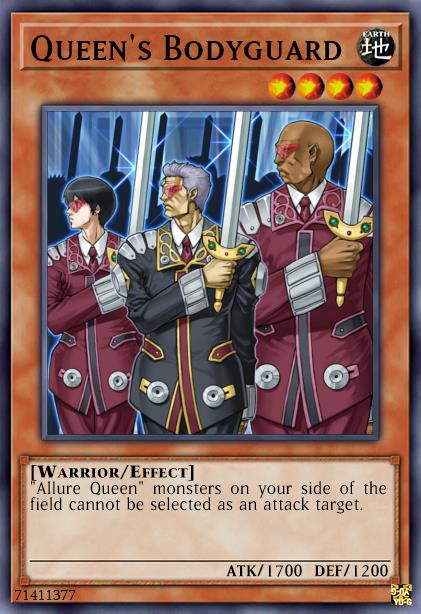 Queen's Bodyguard
EARTH
地
[Warrior/Effect]
"Allure Queen" monsters on your side of the
field cannot be selected as an attack target.
ATK/1700 DEF/1200
71411377